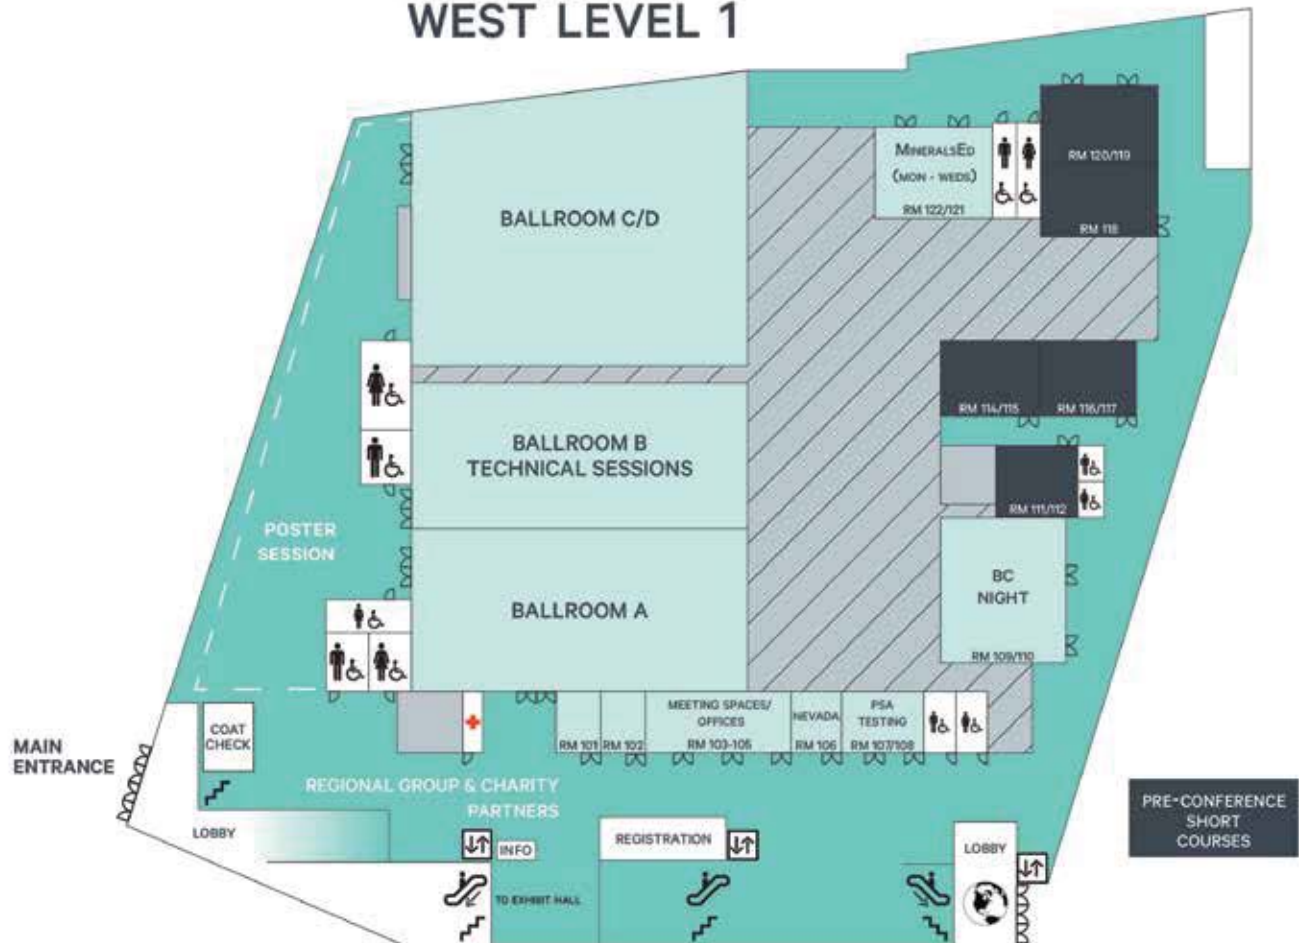 WEST LEVEL 1
MINERALSED
(MON - WEDS)
RM 122/121
RM 120/119
RM 118
BALLROOM C/D
RM 114/115
RM 116/117
BALLROOM B
TECHNICAL SESSIONS
RM 111/112
POSTER
SESSION
BC
NIGHT
RM 109/110
BALLROOM A
MEETING SPACES/
OFFICES
RM 103-105
NEVADA
RM 106
PSA
TESTING
RM 107/108
RM 101
RM 102
COAT
CHECK
MAIN
ENTRANCE
REGIONAL GROUP & CHARITY
PARTNERS
LOBBY
INFO
REGISTRATION
LOBBY
TO EXHIBIT HALL
PRE-CONFERENCE
SHORT
COURSES